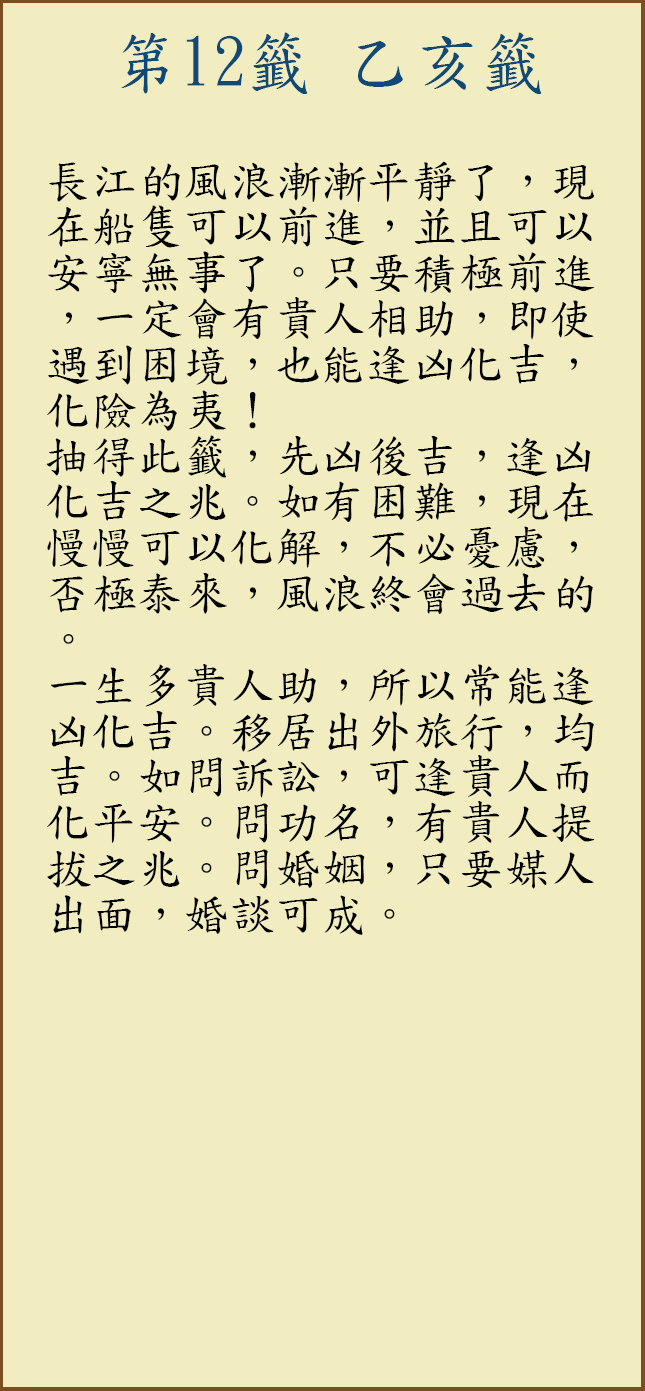 第12籤 乙亥籤
長江的風浪漸漸平靜了，現
在船隻可以前進，並且可以
安寧無事了。只要積極前進
，一定會有貴人相助，即使
遇到困境，也能逢凶化吉，
化險為夷！
抽得此籤，先凶後吉，逢凶
化吉之兆。如有困難，現在
慢慢可以化解，不必憂慮，
否極泰來，風浪終會過去的
。
一生多貴人助，所以常能逢
凶化吉。移居出外旅行，均
吉。如問訴訟，可逢貴人而
化平安。問功名，有貴人提
拔之兆。問婚姻，只要媒人
出面，婚談可成。